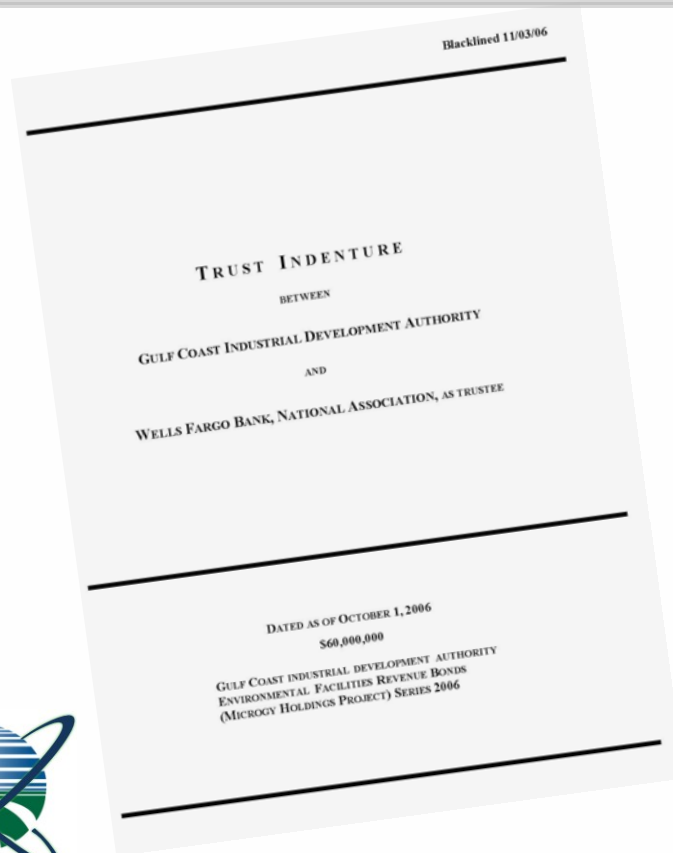 Blacklined 11/03/06
TRUST INDENTURE
BETWEEN
GULF COAST INDUSTRIAL DEVELOPMENT AUTHORITY
AND
WELLS FARGO BANK, NATIONAL ASSOCIATION, AS TRUSTEE
DATED AS OF OCTOBER 1, 2006
$60,000,000
GULF COAST INDUSTRIAL DEVELOPMENT AUTHORITY
ENVIRONMENTAL FACILITIES REVENUE BONDS
(MICROGY HOLDINGS PROJECT) SERIES 2006